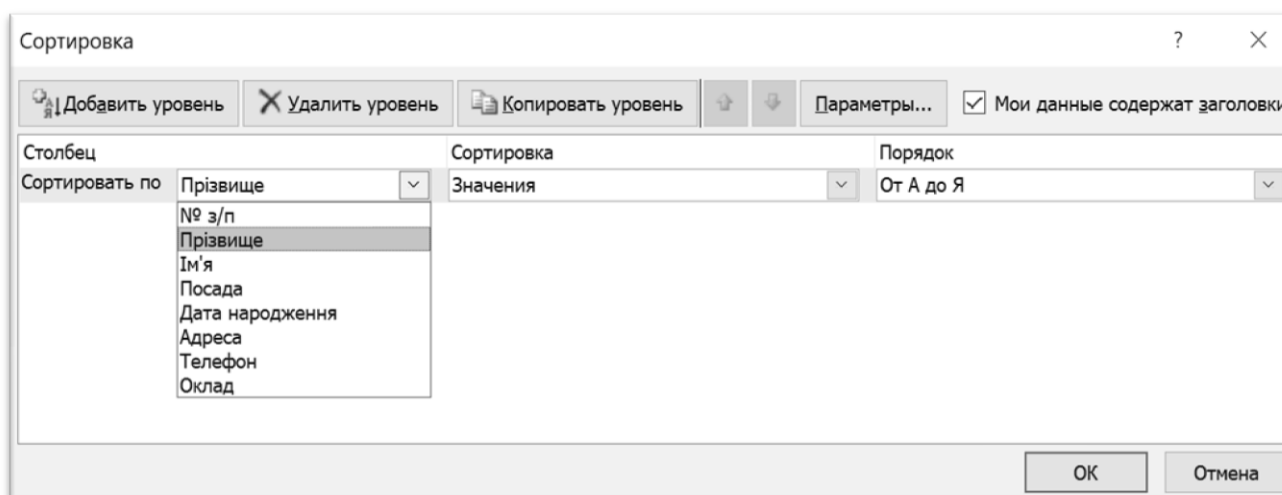 Сортировка ?
Добавить уровень Удалить уровень Копировать уровень Параметры... Мои данные содержат заголовки
Столбец Сортировка Порядок
Сортировать по Прізвище Значения От А до Я
№ з/п
Прізвище
Ім'я
Посада
Дата народження
Адреса
Телефон
Оклад
ОК Отмена